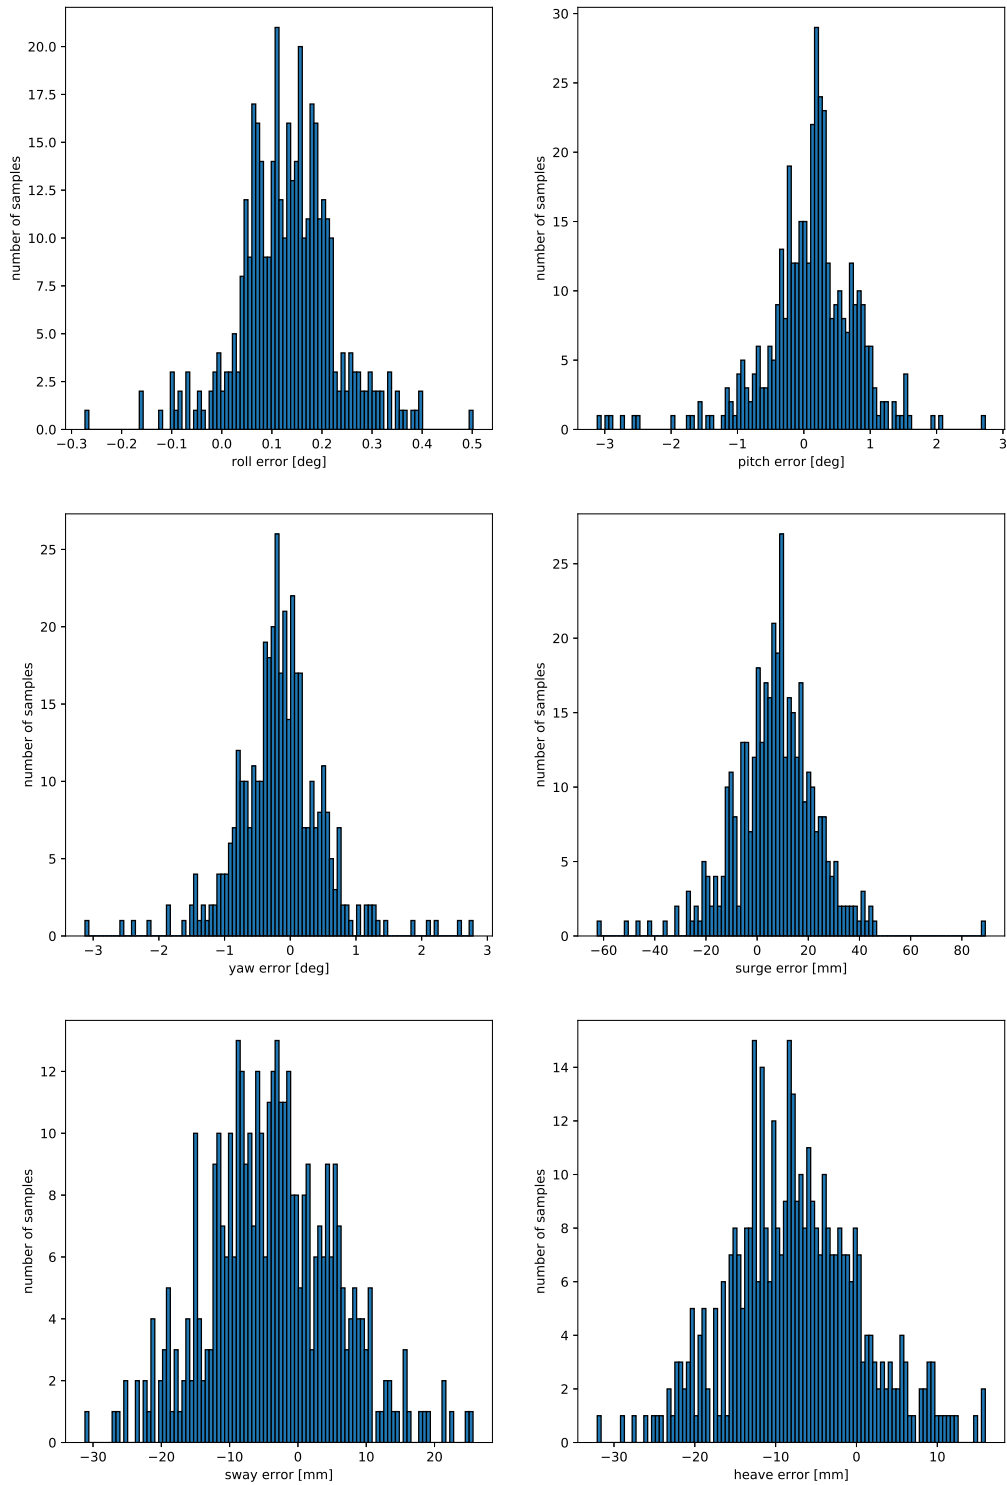 20.0
17.5
15.0
12.5
10.0
7.5
5.0
2.5
0.0
number of samples
−0.3 −0.2 −0.1 0.0 0.1 0.2 0.3 0.4 0.5
roll error [deg]
30
25
20
15
10
5
0
number of samples
−3 −2 −1 0 1 2 3
pitch error [deg]
25
20
15
10
5
0
number of samples
−3 −2 −1 0 1 2 3
yaw error [deg]
25
20
15
10
5
0
number of samples
−60 −40 −20 0 20 40 60 80
surge error [mm]
12
10
8
6
4
2
0
number of samples
−30 −20 −10 0 10 20
sway error [mm]
14
12
10
8
6
4
2
0
number of samples
−30 −20 −10 0 10
heave error [mm]